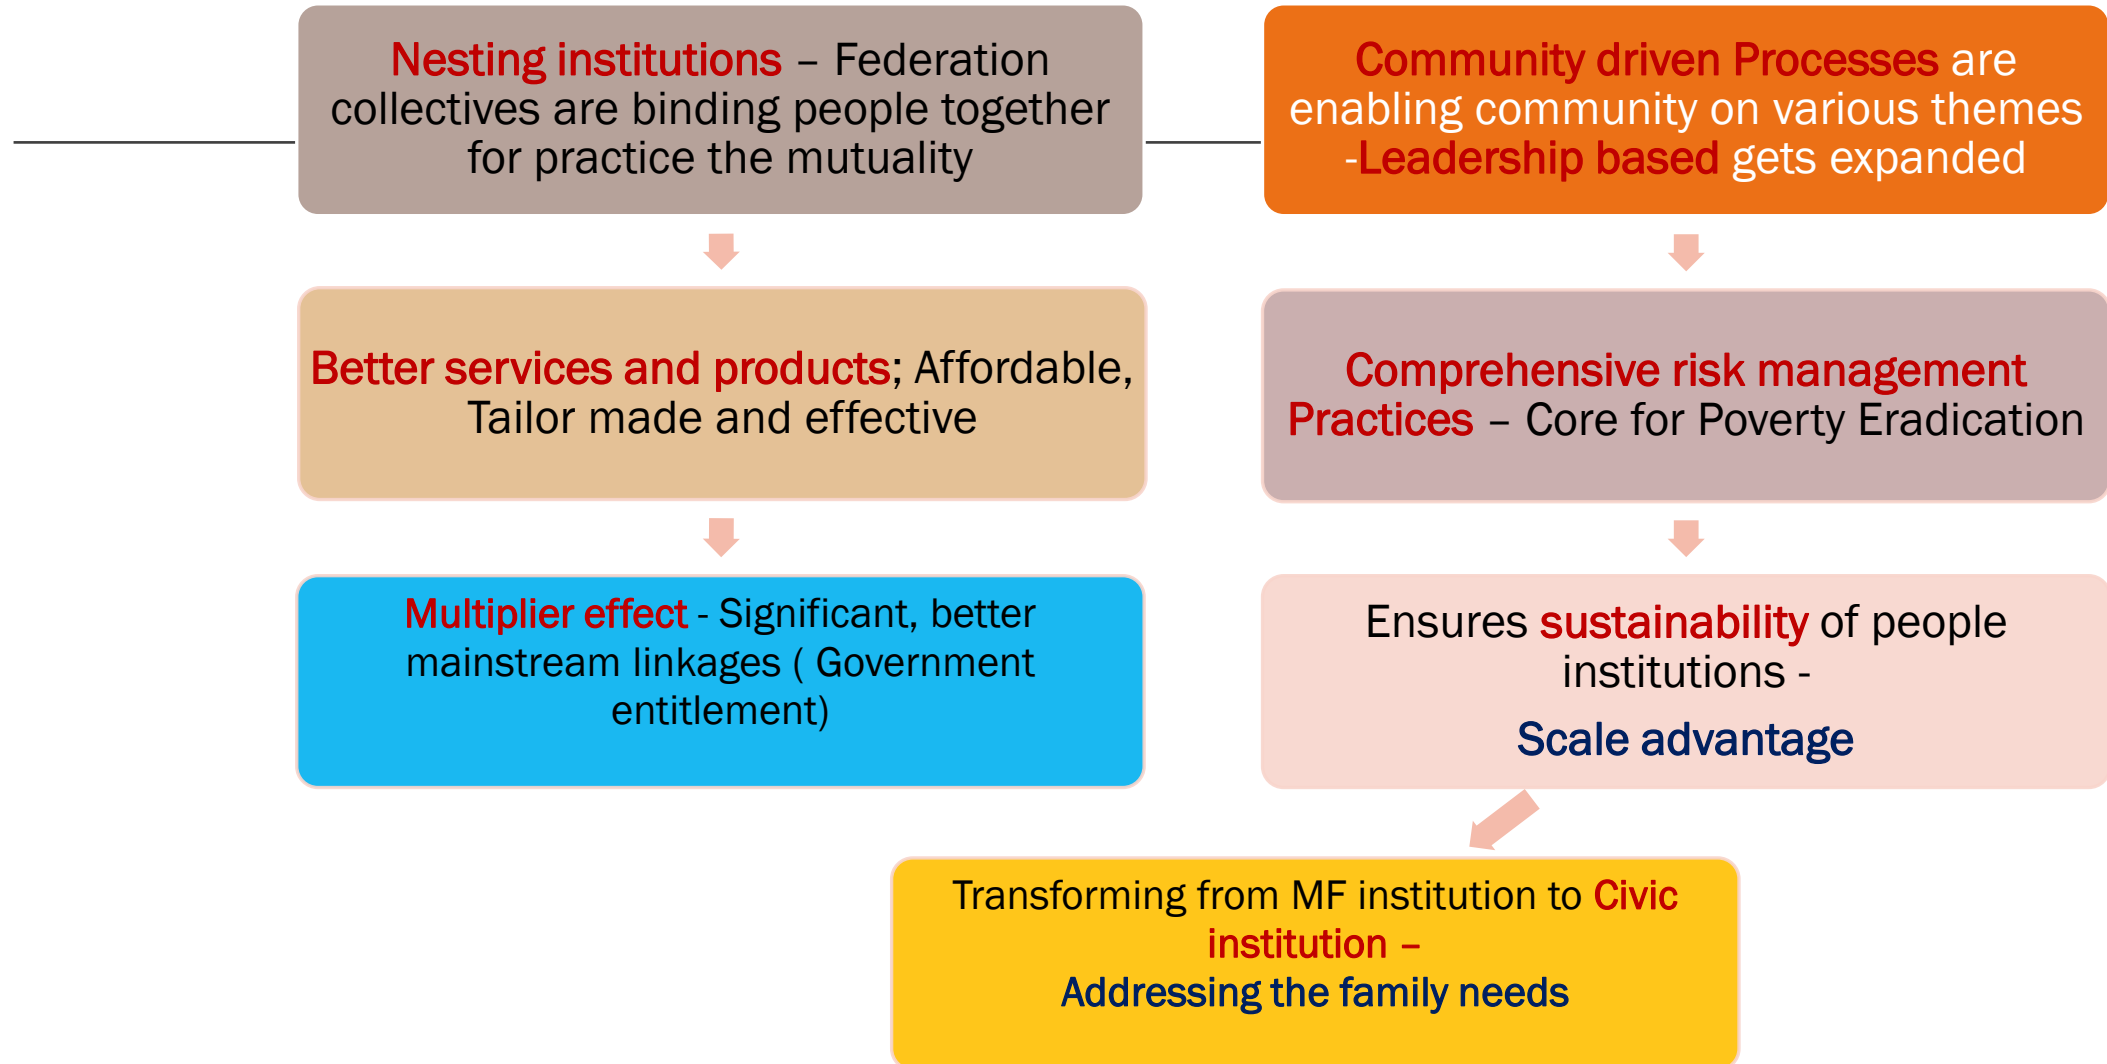 Nesting institutions – Federation
collectives are binding people together
for practice the mutuality
Better services and products; Affordable,
Tailor made and effective
Multiplier effect - Significant, better
mainstream linkages ( Government
entitlement)
Community driven Processes are
enabling community on various themes
-Leadership based gets expanded
Comprehensive risk management
Practices – Core for Poverty Eradication
Ensures sustainability of people
institutions -
Scale advantage
Transforming from MF institution to Civic
institution –
Addressing the family needs